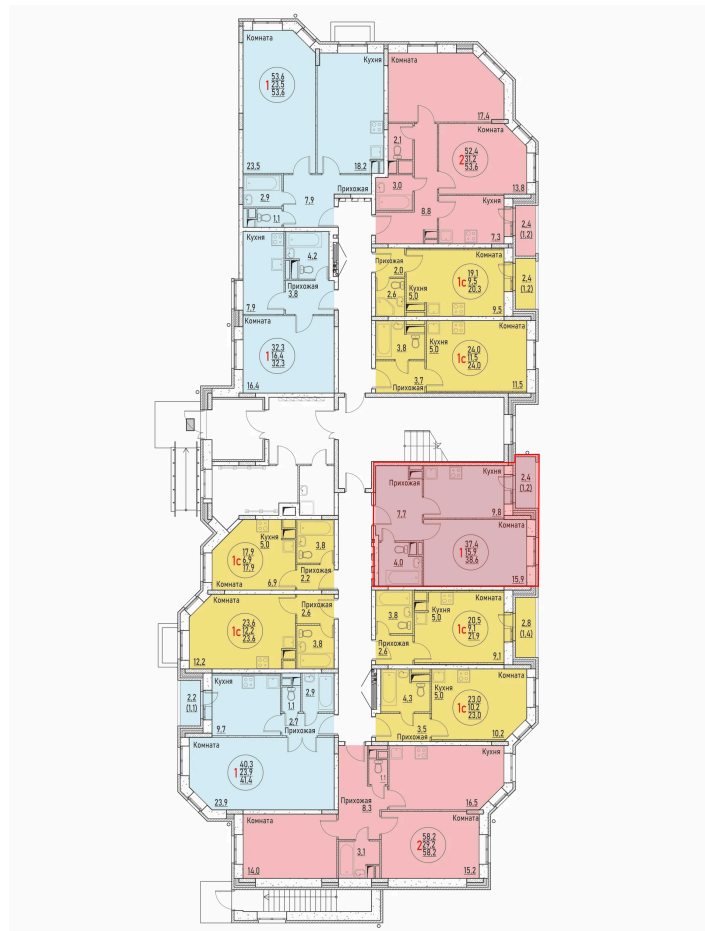 Комната
1
53,6
23,5
53,6
23,5
Кухня
18,2
Прихожая
7,9
2,9
1,1
Комната
17,4
2,1
3,0
8,8
Комната
2
52,4
31,2
53,6
13,8
Кухня
7,3
2,4
(1,2)
Кухня
7,9
4,2
Прихожая
3,8
Комната
1
32,3
16,4
32,3
16,4
Прихожая
2,0
2,6
Кухня
5,0
Комната
1с
19,1
9,5
20,3
9,5
2,4
(1,2)
3,8
Кухня
5,0
Комната
1с
24,0
11,5
24,0
11,5
3,7
Прихожая
Прихожая
7,7
Кухня
9,8
2,4
(1,2)
4,0
Комната
1
37,4
15,9
38,6
15,9
Кухня
5,0
1с
17,9
6,9
17,9
Комната
6,9
3,8
Прихожая
2,2
Комната
1с
23,6
12,2
23,6
12,2
Кухня
5,0
Прихожая
2,6
3,8
3,8
Прихожая
2,6
Кухня
5,0
Комната
1с
20,5
9,1
21,9
9,1
2,8
(1,4)
4,3
Кухня
5,0
Комната
1с
23,0
10,2
23,0
10,2
3,5
Прихожая
2,2
(1,1)
Кухня
9,7
1,1
2,9
2,9
Прихожая
Комната
1
40,3
23,9
41,4
23,9
Прихожая
8,3
Кухня
16,5
Комната
14,0
3,1
Комната
2
58,2
29,2
58,2
15,2